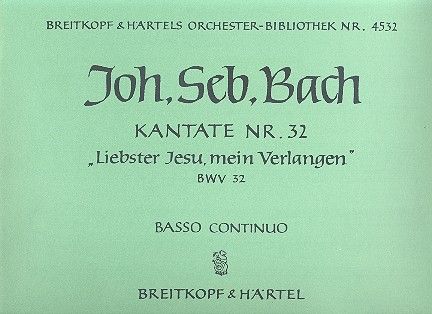 BREITKOPF & HÄRTELS ORCHESTER-BIBLIOTHEK NR. 4532
Joh. Seb. Bach
KANTATE NR. 32
„Liebster Jesu, mein Verlangen"
BWV 32
BASSO CONTINUO
BREITKOPF & HÄRTEL